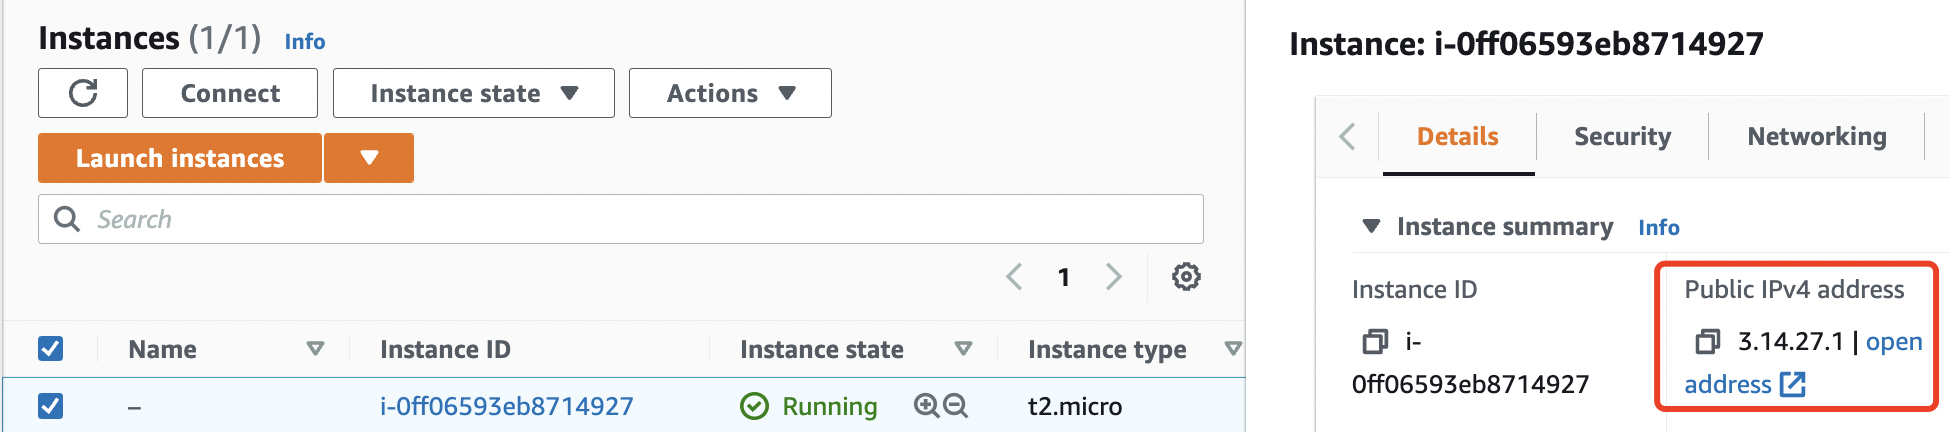 Instances (1/1) Info
Connect Instance state Actions
Launch instances
Search
1
Name Instance ID Instance state Instance type
– i-0ff06593eb8714927 Running t2.micro
Instance: i-0ff06593eb8714927
Details Security Networking
Instance summary Info
Instance ID
i-
0ff06593eb8714927
Public IPv4 address
3.14.27.1 | open
address